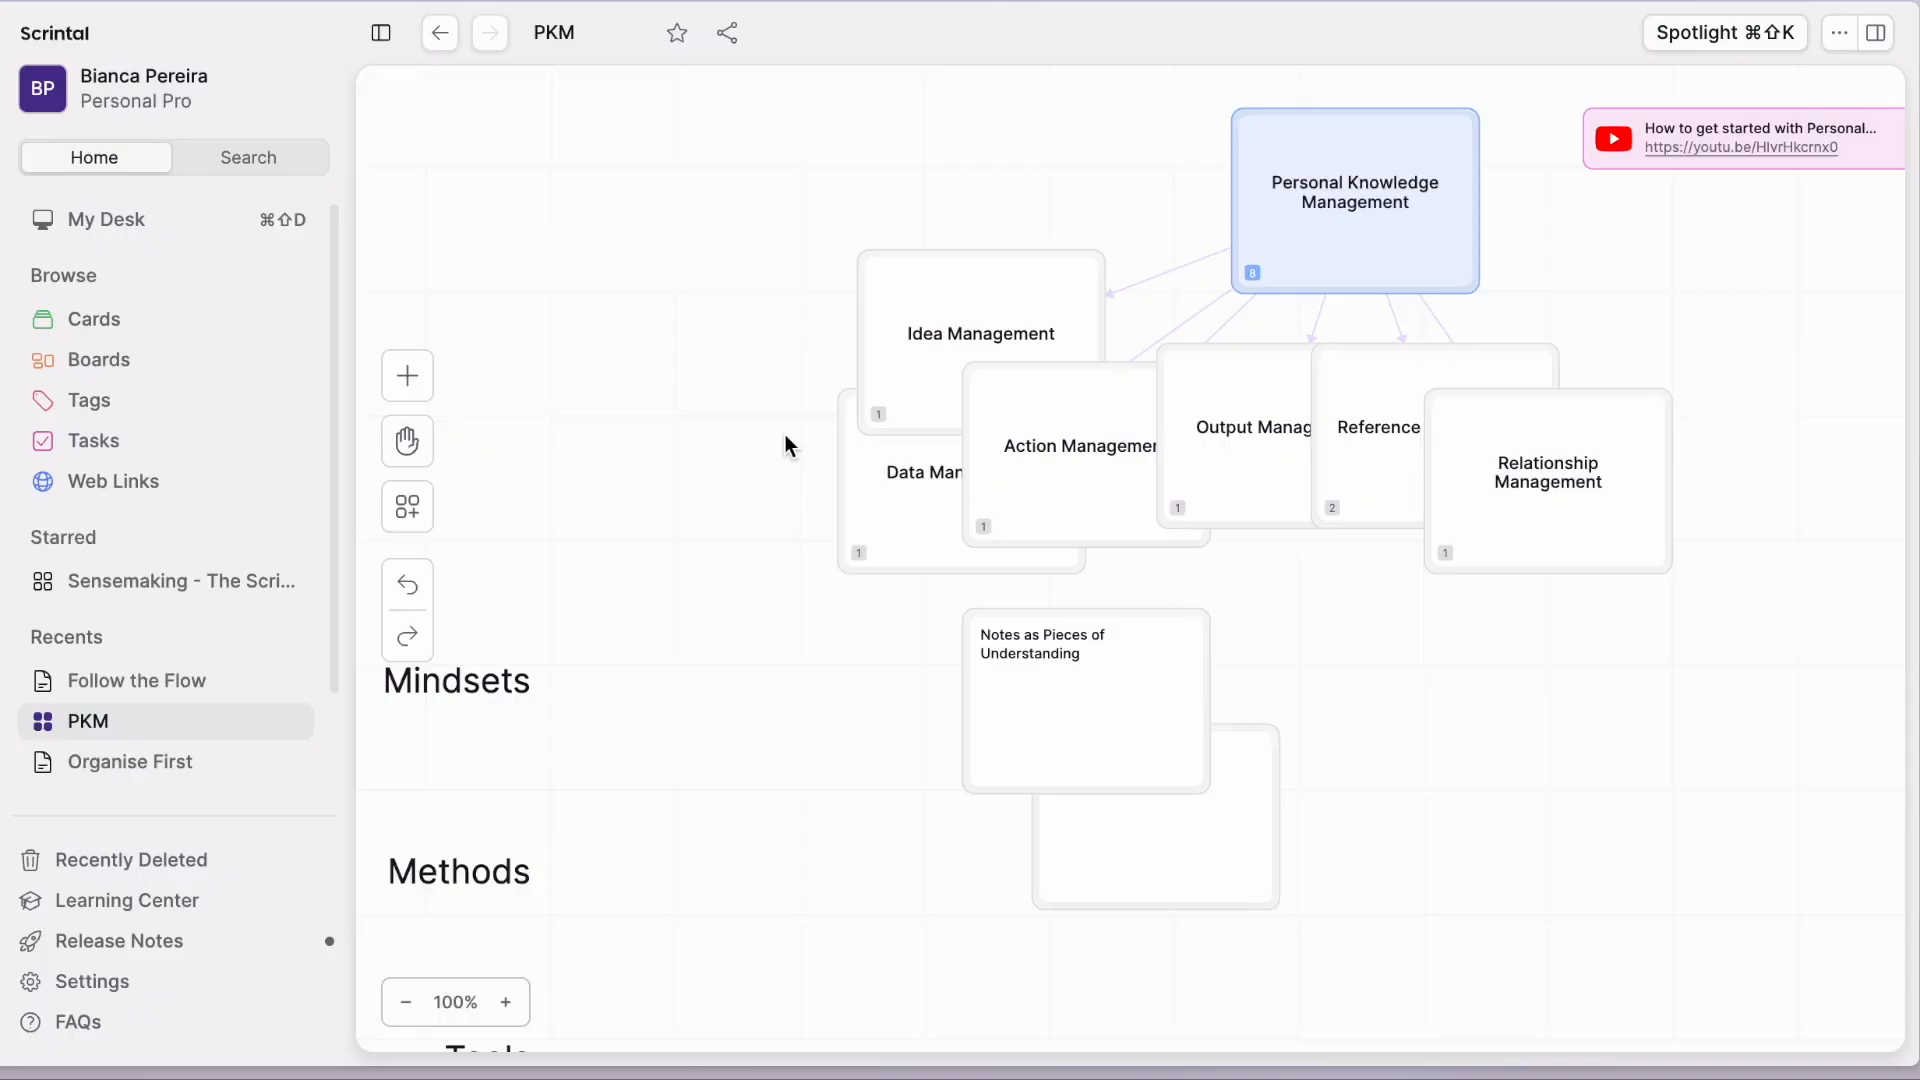 Scrintal
BP
Bianca Pereira
Personal Pro
Home
Search
My Desk
⌘⇧D
Browse
Cards
Boards
Tags
Tasks
Web Links
Starred
Sensemaking - The Scri...
Recents
Follow the Flow
PKM
Organise First
Recently Deleted
Learning Center
Release Notes
Settings
FAQs
PKM
Spotlight ⌘⇧K
Personal Knowledge
Management
8
How to get started with Personal...
https://youtu.be/HlvrHkcrnx0
Idea Management
1
Data Man
1
Action Managemen
1
Output Manag
1
Reference
2
Relationship
Management
1
Notes as Pieces of
Understanding
Mindsets
Methods
100%
Tools